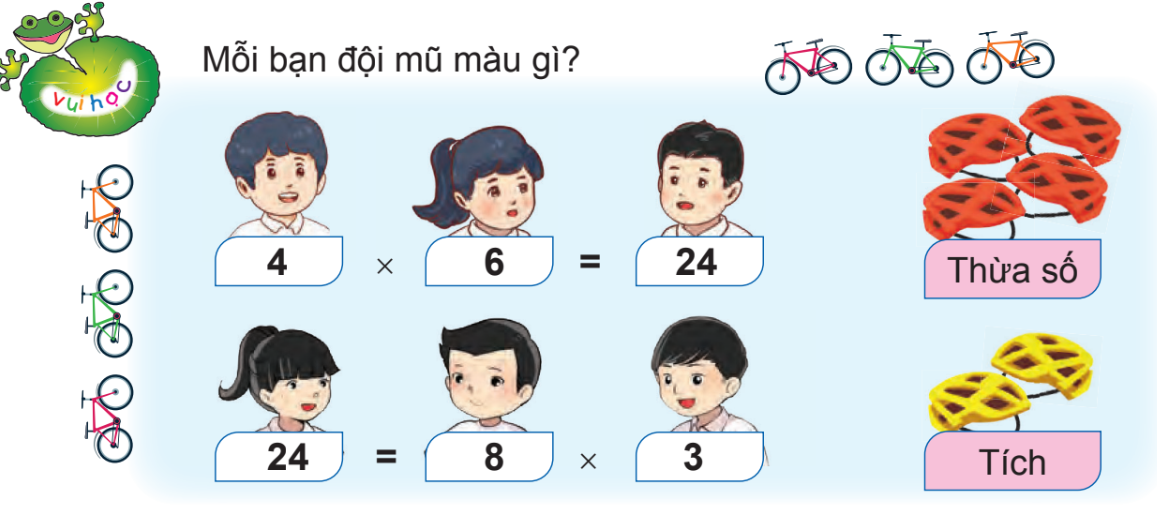 Vui học
Mỗi bạn đội mũ màu gì?
4 × 6 = 24
Thừa số
24 = 8 × 3
Tích